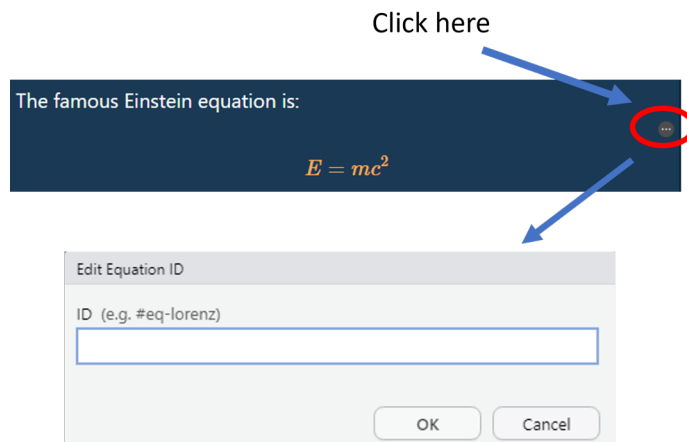 Click here
The famous Einstein equation is:
E = mc²
Edit Equation ID
ID (e.g. #eq-lorenz)
OK Cancel